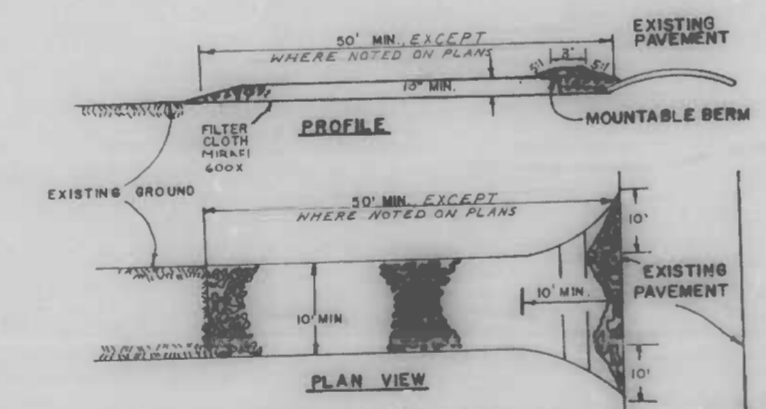 50' MIN., EXCEPT
WHERE NOTED ON PLANS
EXISTING
PAVEMENT
5:1
3'
5:1
MIN.
MOUNTABLE BERM
FILTER
CLOTH
MIRAFI
600X
PROFILE
EXISTING GROUND
50' MIN., EXCEPT
WHERE NOTED ON PLANS
10'
EXISTING
PAVEMENT
10' MIN.
10' MIN
10'
PLAN VIEW